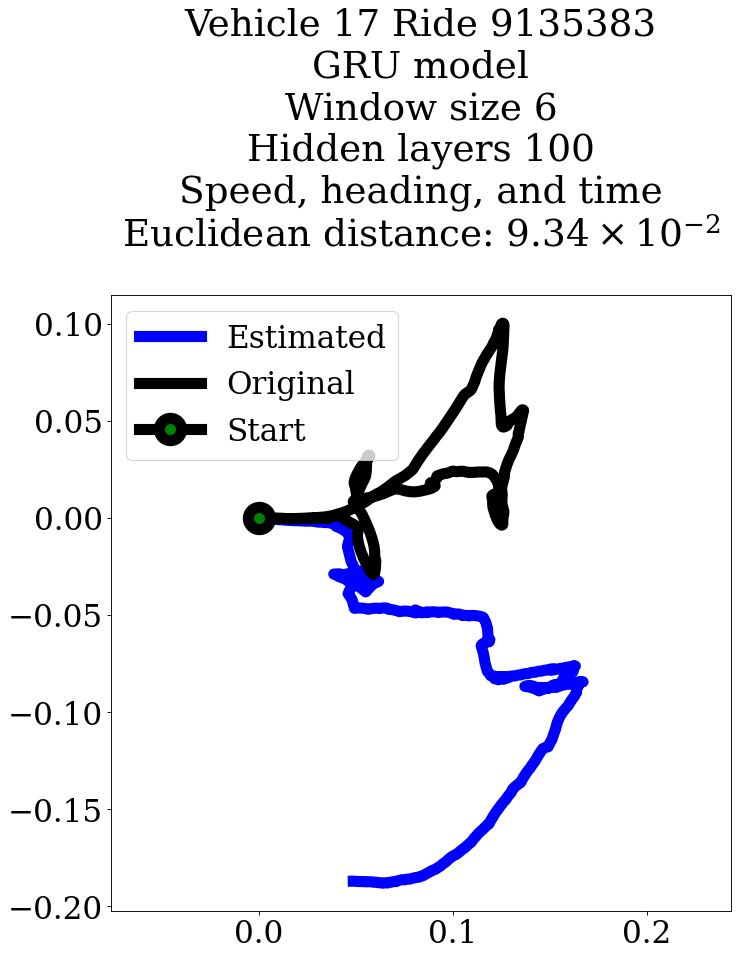 Vehicle 17 Ride 9135383
GRU model
Window size 6
Hidden layers 100
Speed, heading, and time
Euclidean distance: 9.34 × 10⁻²
Estimated
Original
Start
0.10
0.05
0.00
−0.05
−0.10
−0.15
−0.20
0.0 0.1 0.2